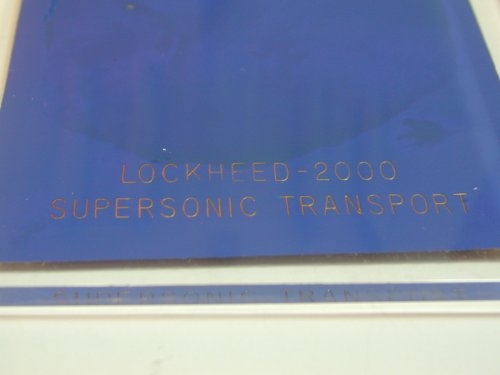 LOCKHEED-2000
SUPERSONIC TRANSPORT